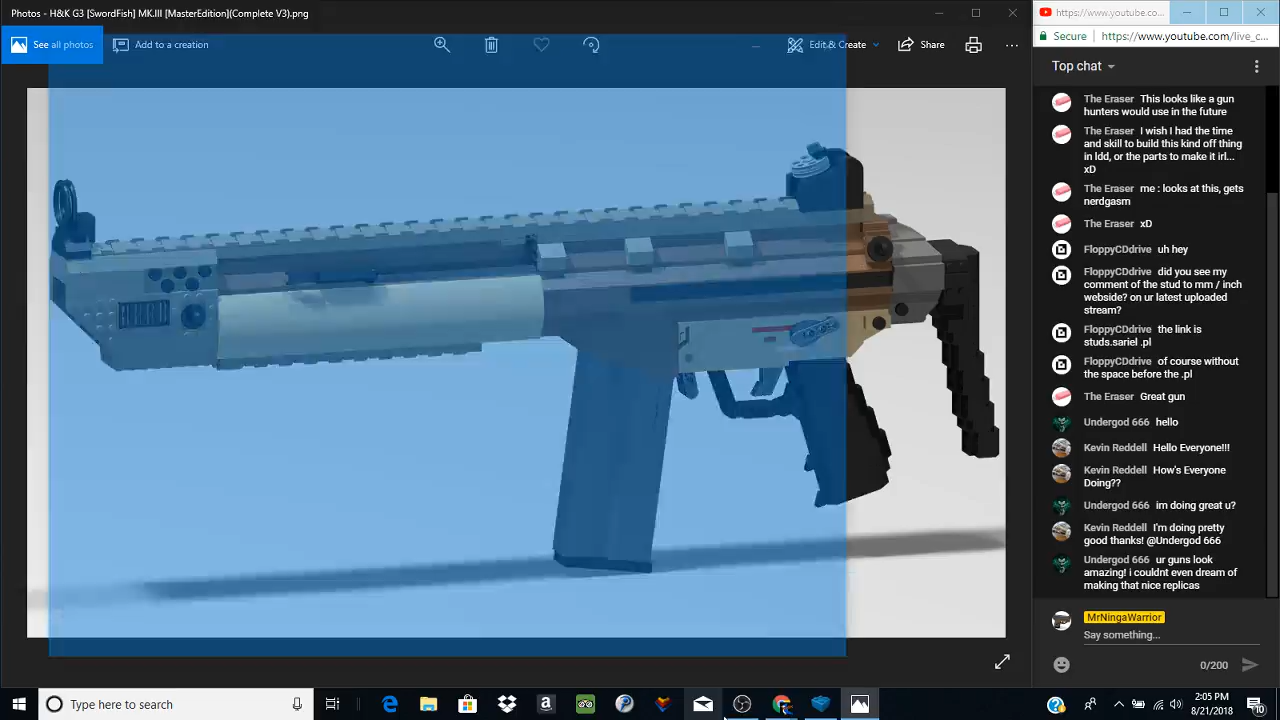 Photos - H&K G3 [SwordFish] MK.III [MasterEdition](Complete V3).png
See all photos
Add to a creation
Edit & Create
Share
https://www.youtube.co...
Secure
https://www.youtube.com/live_c...
Top chat
The Eraser This looks like a gun
hunters would use in the future
The Eraser I wish I had the time
and skill to build this kind off thing
in ldd, or the parts to make it irl...
xD
The Eraser me : looks at this, gets
nerdgasm
The Eraser xD
FloppyCDdrive uh hey
FloppyCDdrive did you see my
comment of the stud to mm / inch
webside? on ur latest uploaded
stream?
FloppyCDdrive the link is
studs.sariel .pl
FloppyCDdrive of course without
the space before the .pl
The Eraser Great gun
Undergod 666 hello
Kevin Reddell Hello Everyone!!!
Kevin Reddell How's Everyone
Doing??
Undergod 666 im doing great u?
Kevin Reddell I'm doing pretty
good thanks! @Undergod 666
Undergod 666 ur guns look
amazing! i couldnt even dream of
making that nice replicas
MrNingaWarrior
Say something...
0/200
Type here to search
2:05 PM
8/21/2018